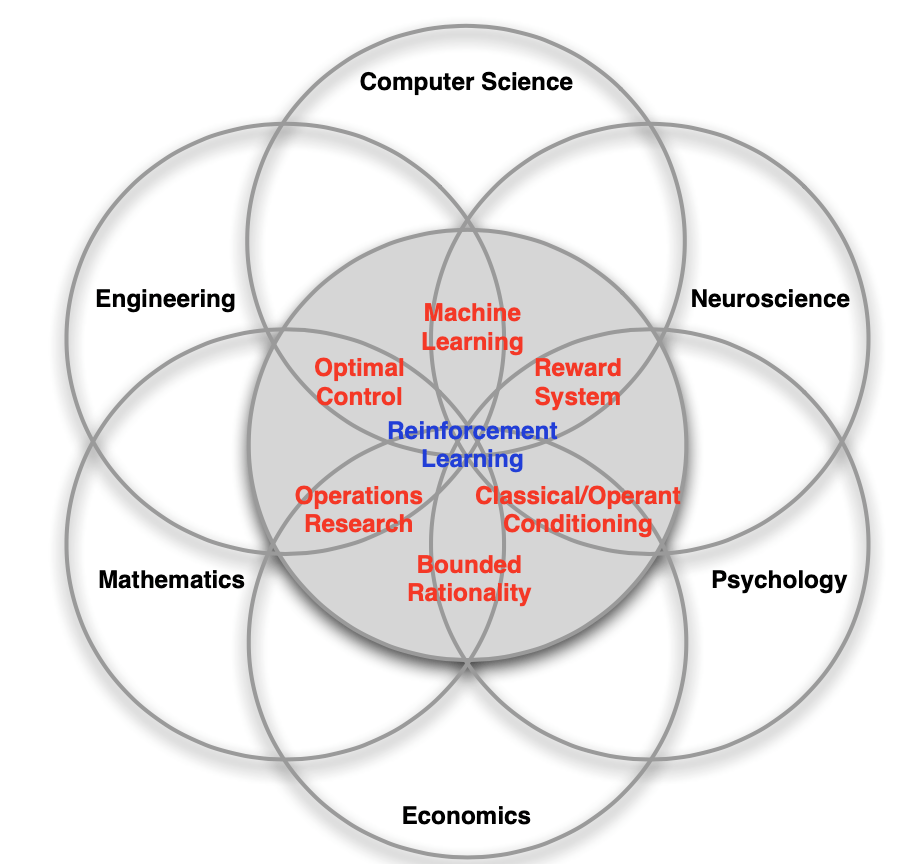 Computer Science
Engineering
Neuroscience
Machine
Learning
Optimal
Control
Reward
System
Reinforcement
Learning
Operations
Research
Classical/Operant
Conditioning
Bounded
Rationality
Mathematics
Psychology
Economics